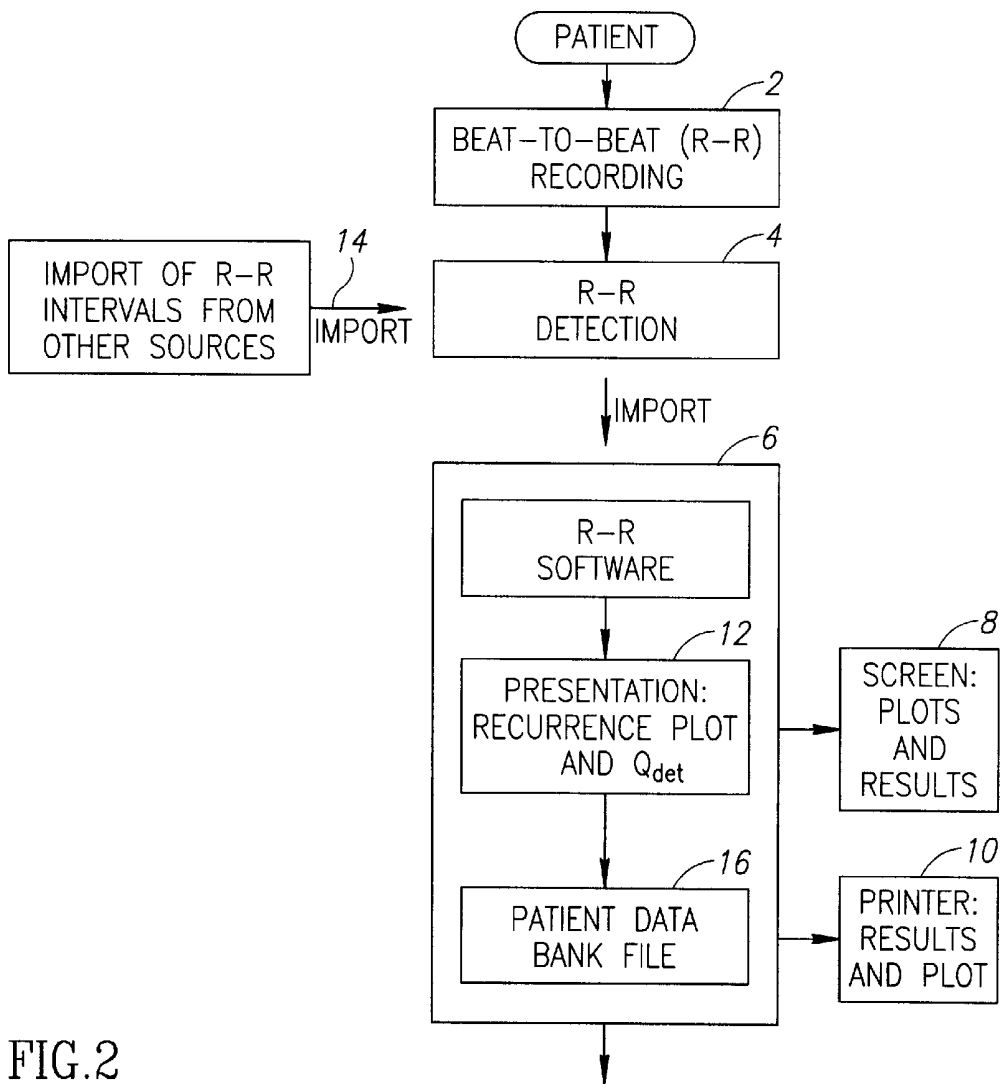 PATIENT
2
BEAT-TO-BEAT (R-R)
RECORDING
14
IMPORT OF R-R
INTERVALS FROM
OTHER SOURCES
IMPORT
4
R-R
DETECTION
IMPORT
6
R-R
SOFTWARE
12
PRESENTATION:
RECURRENCE PLOT
AND Qdet
8
SCREEN:
PLOTS
AND
RESULTS
16
PATIENT DATA
BANK FILE
10
PRINTER:
RESULTS
AND PLOT
FIG.2